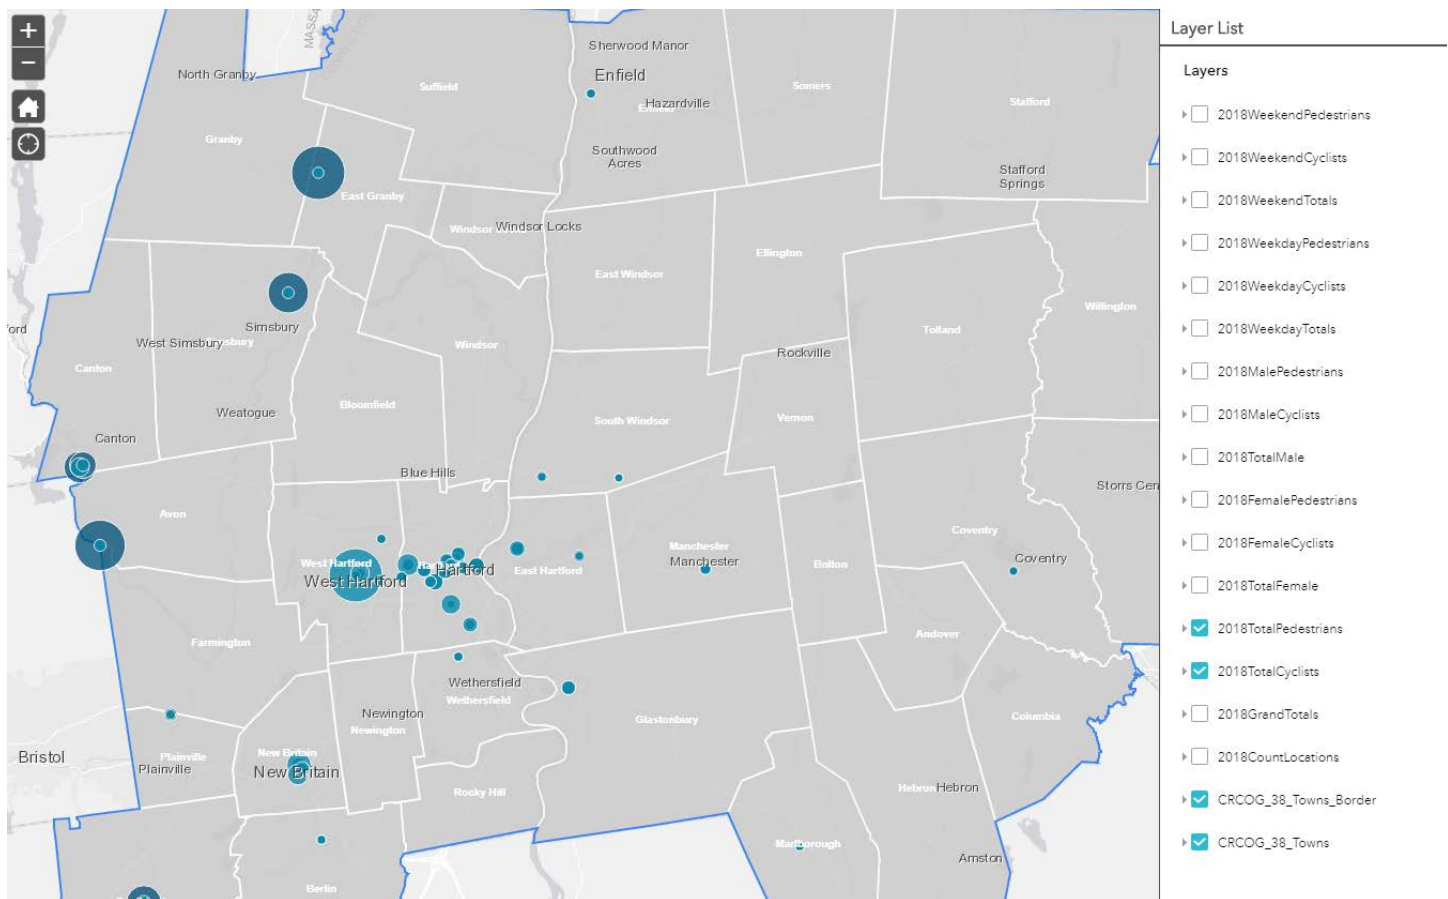 +
−
MASSA
Sherwood Manor
North Granby
Enfield
Suffield
Somers
Hazardville
Stafford
Granby
Southwood
Acres
Stafford
Springs
East Granby
Windsor Locks
East Windsor
Ellington
Willington
Simsbury
ord
Tolland
West Simsbury
Windsor
Rockville
Canton
Bloomfield
Weatogue
South Windsor
Vernon
Canton
Blue Hills
Storrs Cen
Avon
Coventry
Manchester
Coventry
West Hartford
Manchester
Bolton
Hartford
East Hartford
West Hartford
Andover
Farmington
Wethersfield
Wethersfield
Newington
Columbia
Glastonbury
Newington
New Britain
Bristol
Plainville
Plainville
New Britain
Hebron
Hebron
Rocky Hill
Marlborough
Amston
Berlin
Layer List
Layers
2018WeekendPedestrians
2018WeekendCyclists
2018WeekendTotals
2018WeekdayPedestrians
2018WeekdayCyclists
2018WeekdayTotals
2018MalePedestrians
2018MaleCyclists
2018TotalMale
2018FemalePedestrians
2018FemaleCyclists
2018TotalFemale
2018TotalPedestrians
2018TotalCyclists
2018GrandTotals
2018CountLocations
CRCOG_38_Towns_Border
CRCOG_38_Towns